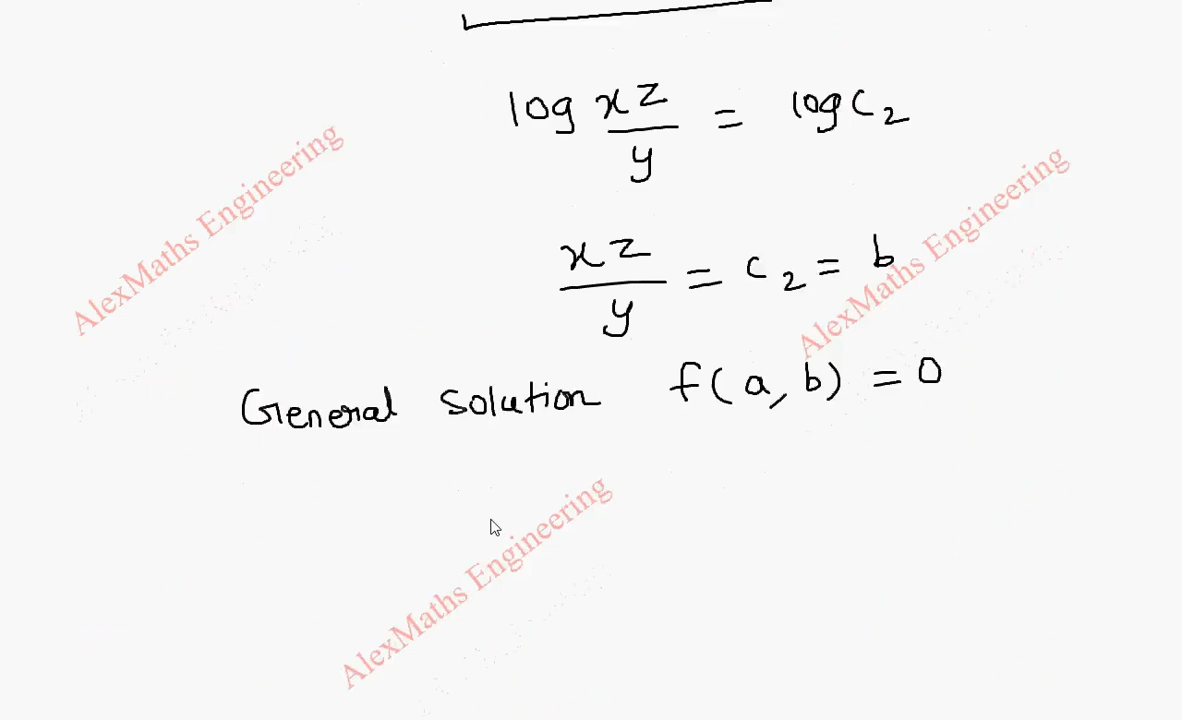 log xz/y = log c₂
xz/y = c₂ = b
General solution f(a, b) = 0
AlexMaths Engineering
AlexMaths Engineering
AlexMaths Engineering